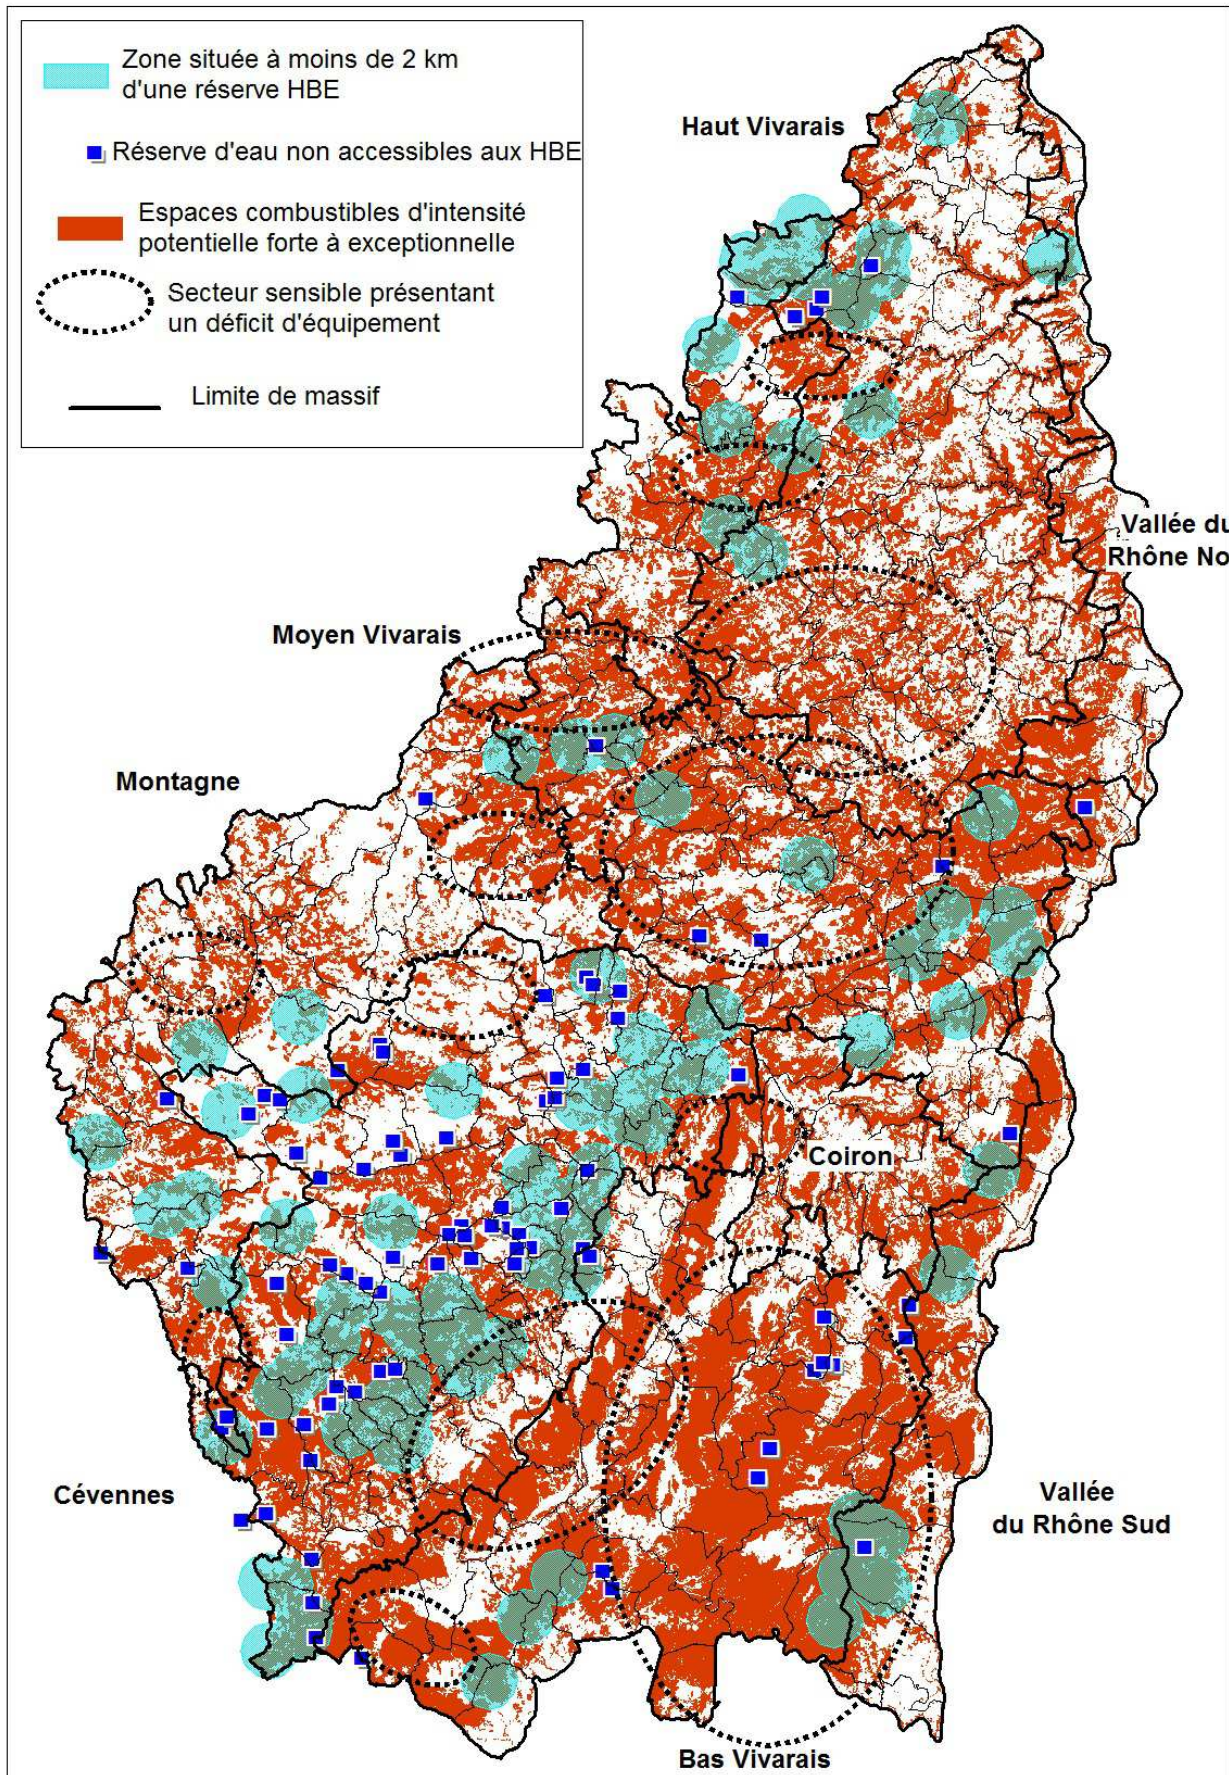 Zone située à moins de 2 km
d'une réserve HBE
Réserve d'eau non accessibles aux HBE
Espaces combustibles d'intensité
potentielle forte à exceptionnelle
Secteur sensible présentant
un déficit d'équipement
Limite de massif
Haut Vivarais
Vallée du
Rhône No
Moyen Vivarais
Montagne
Coiron
Cévennes
Vallée
du Rhône Sud
Bas Vivarais